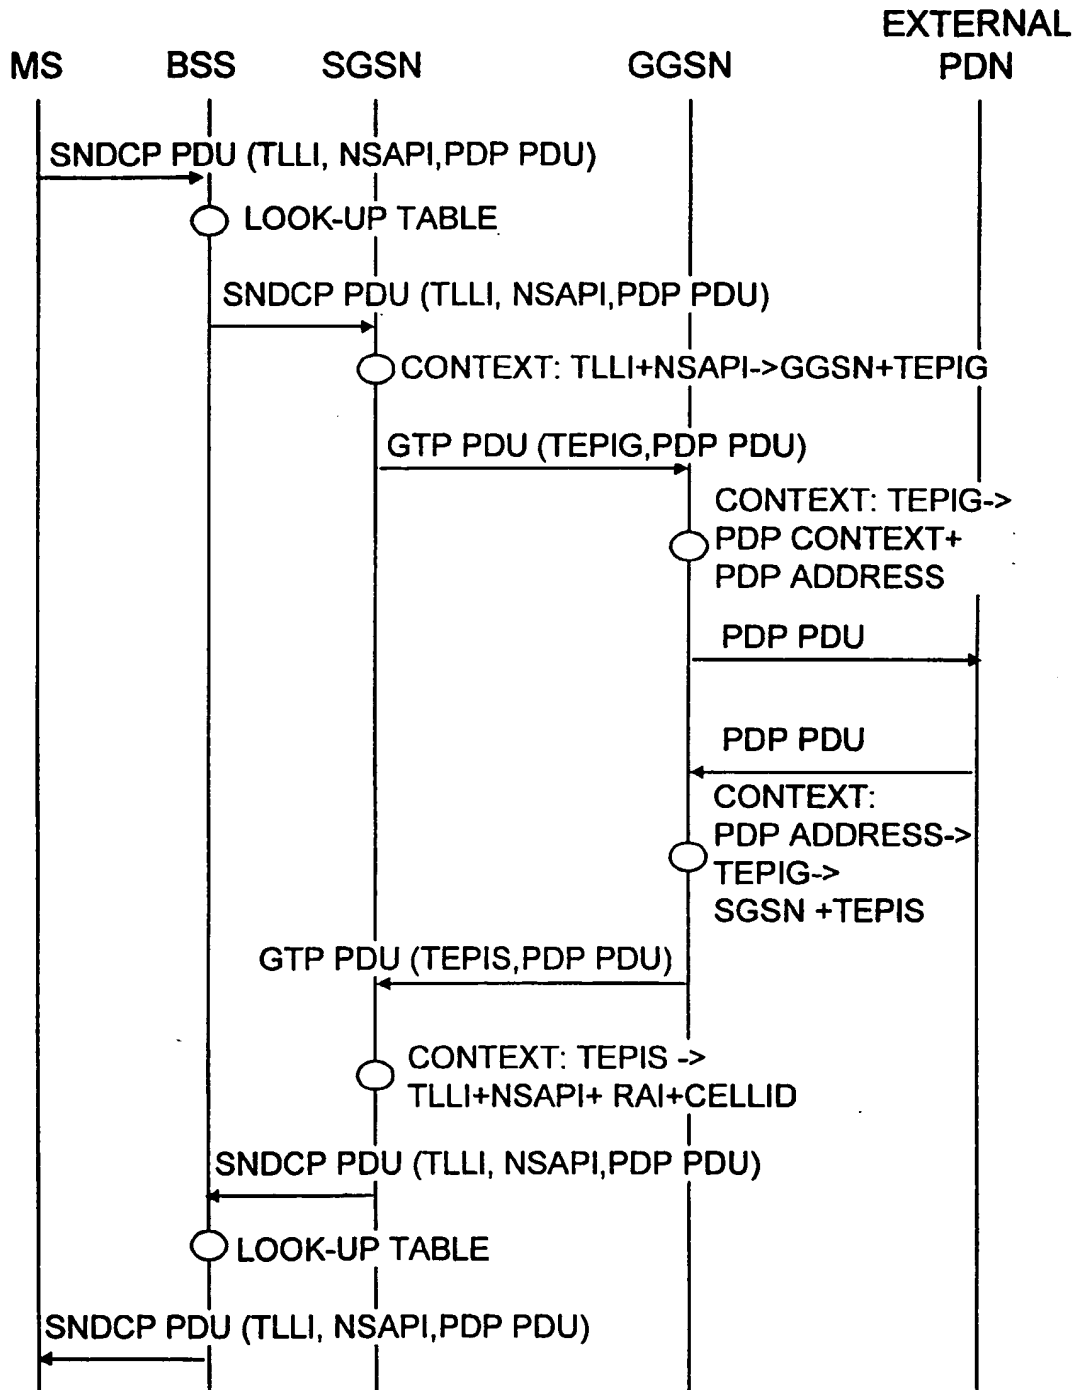 EXTERNAL
MS BSS SGSN GGSN PDN
SNDCP PDU (TLLI, NSAPI,PDP PDU)
LOOK-UP TABLE
SNDCP PDU (TLLI, NSAPI,PDP PDU)
CONTEXT: TLLI+NSAPI->GGSN+TEPIG
GTP PDU (TEPIG,PDP PDU)
CONTEXT: TEPIG->
PDP CONTEXT+
PDP ADDRESS
PDP PDU
PDP PDU
CONTEXT:
PDP ADDRESS->
TEPIG->
SGSN +TEPIS
GTP PDU (TEPIS,PDP PDU)
CONTEXT: TEPIS ->
TLLI+NSAPI+ RAI+CELLID
SNDCP PDU (TLLI, NSAPI,PDP PDU)
LOOK-UP TABLE
SNDCP PDU (TLLI, NSAPI,PDP PDU)